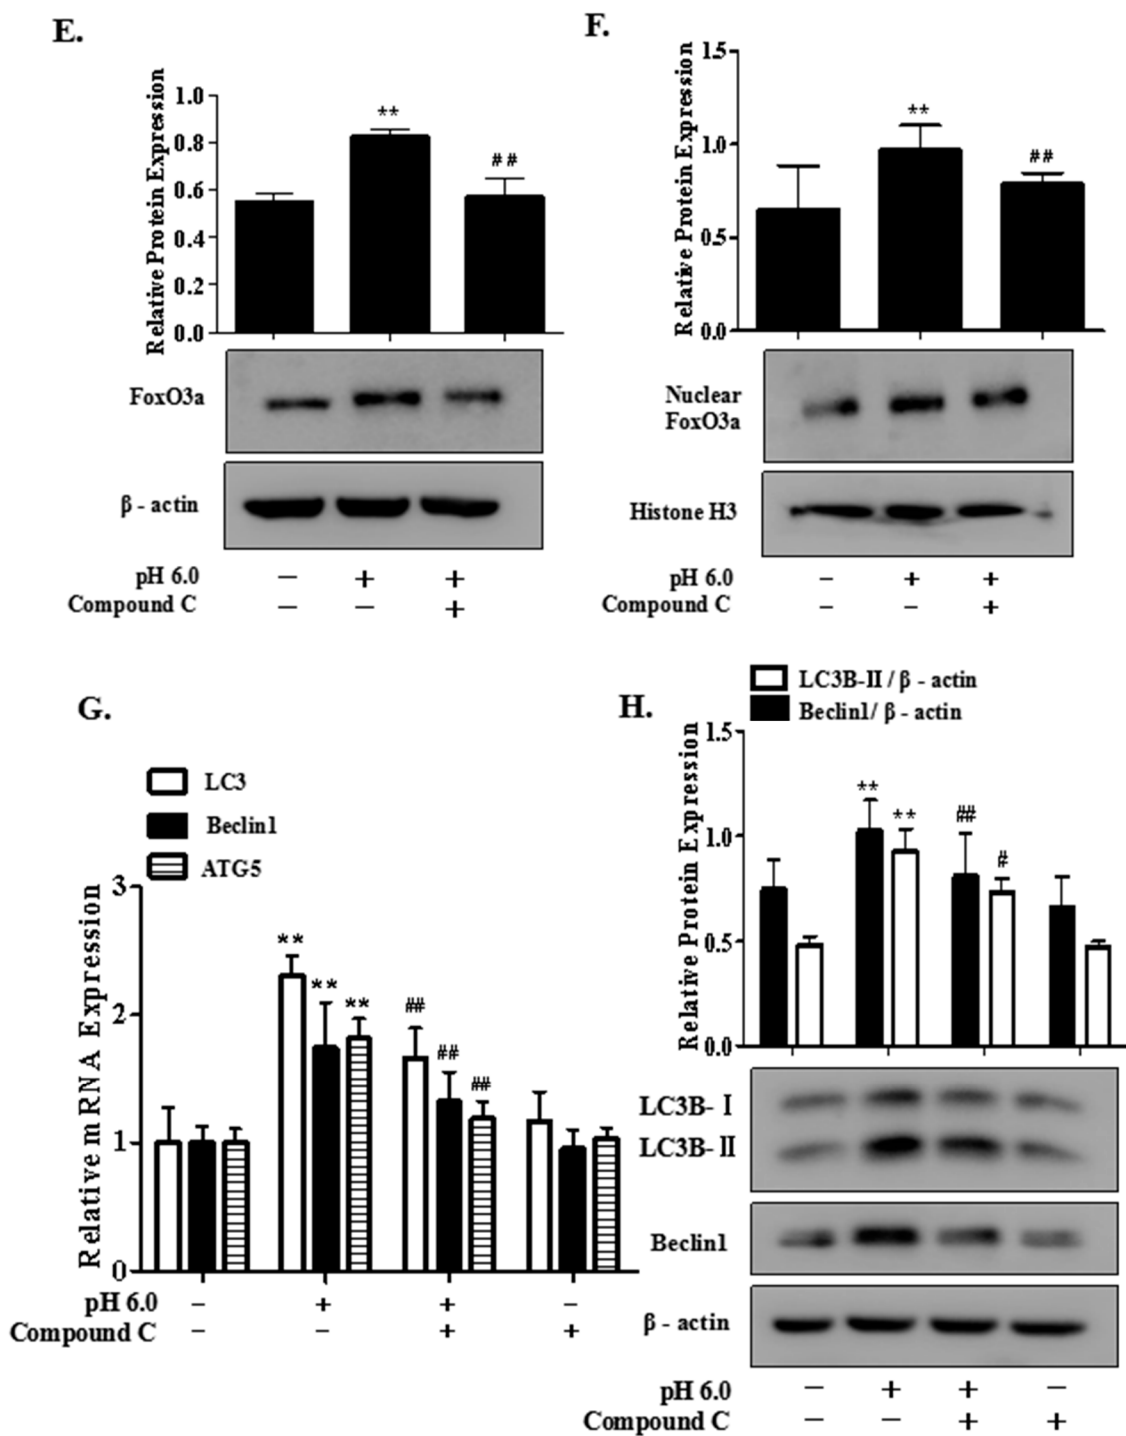 E.
Relative Protein Expression
1.0
0.8
0.6
0.4
0.2
0.0
**
##
FoxO3a
β - actin
pH 6.0 − + +
Compound C − − +
F.
Relative Protein Expression
1.5
1.0
0.5
0.0
**
##
Nuclear
FoxO3a
Histone H3
pH 6.0 − + +
Compound C − − +
G.
LC3
Beclin1
ATG5
Relative mRNA Expression
3
2
1
0
** ** **
## ## ##
pH 6.0 − + + −
Compound C − − + +
H.
LC3B-II / β - actin
Beclin1/ β - actin
Relative Protein Expression
1.5
1.0
0.5
0.0
** **
## #
LC3B- Ⅰ
LC3B- Ⅱ
Beclin1
β - actin
pH 6.0 − + + −
Compound C − − + +